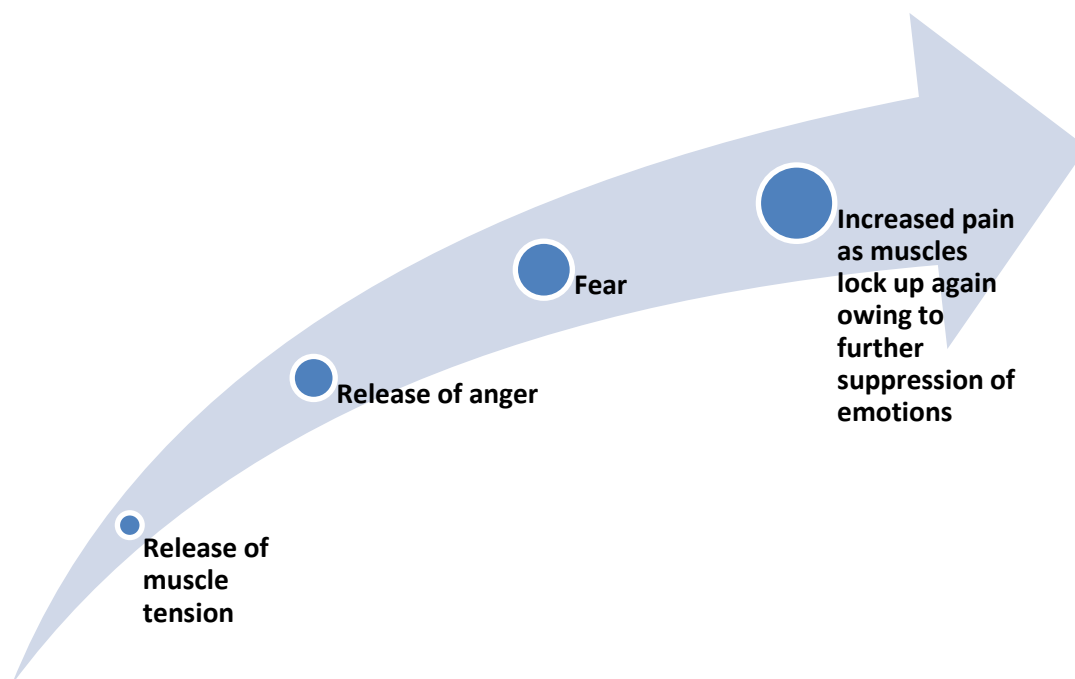 Release of
muscle
tension
Release of anger
Fear
Increased pain
as muscles
lock up again
owing to
further
suppression of
emotions